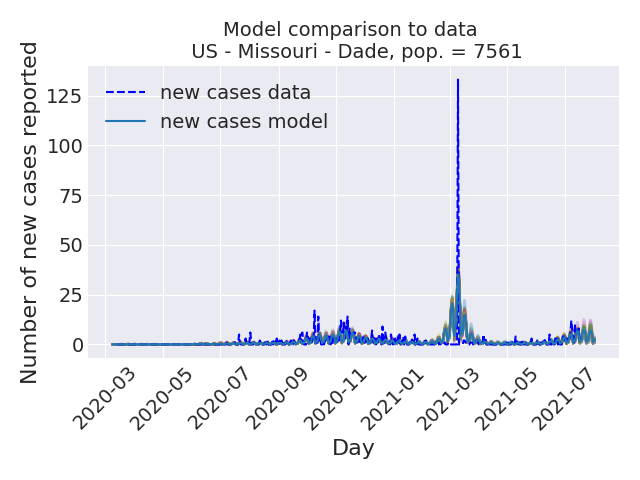 Model comparison to data
US - Missouri - Dade, pop. = 7561
Number of new cases reported
125
100
75
50
25
0
new cases data
new cases model
2020-03
2020-05
2020-07
2020-09
2020-11
2021-01
2021-03
2021-05
2021-07
Day